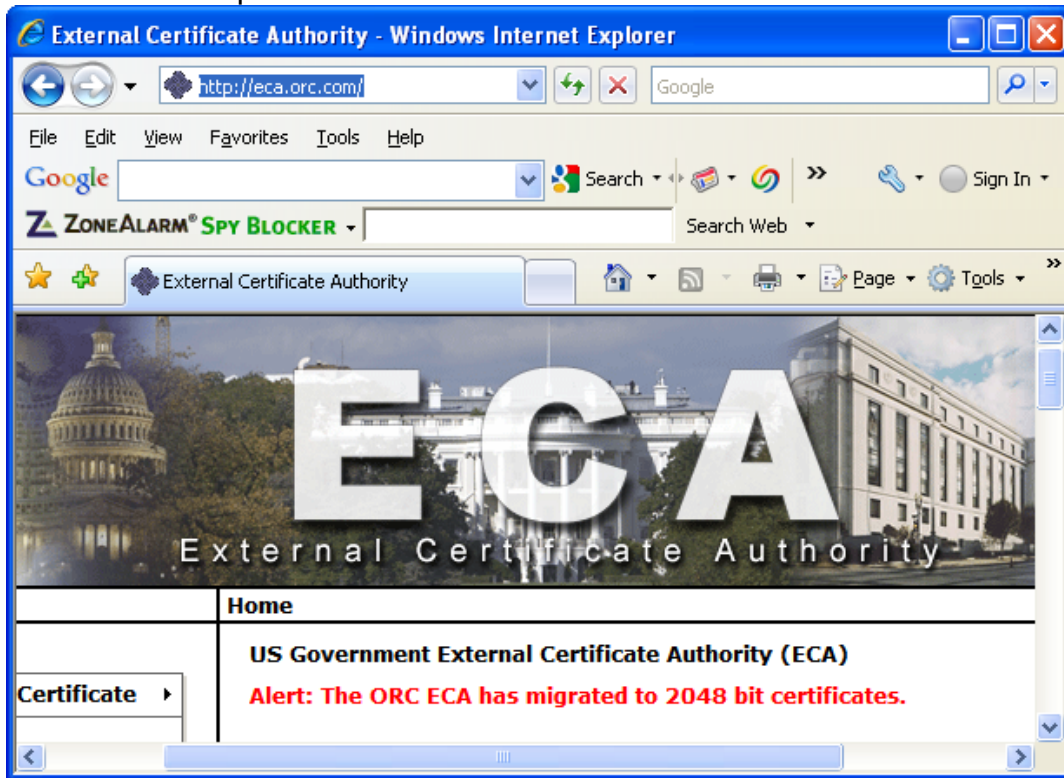 External Certificate Authority - Windows Internet Explorer
http://eca.orc.com/
Google
File Edit View Favorites Tools Help
Google Search Sign In
ZA ZONEALARM® SPY BLOCKER Search Web
External Certificate Authority Page Tools
ECA
External Certificate Authority
Home
US Government External Certificate Authority (ECA)
Certificate
Alert: The ORC ECA has migrated to 2048 bit certificates.